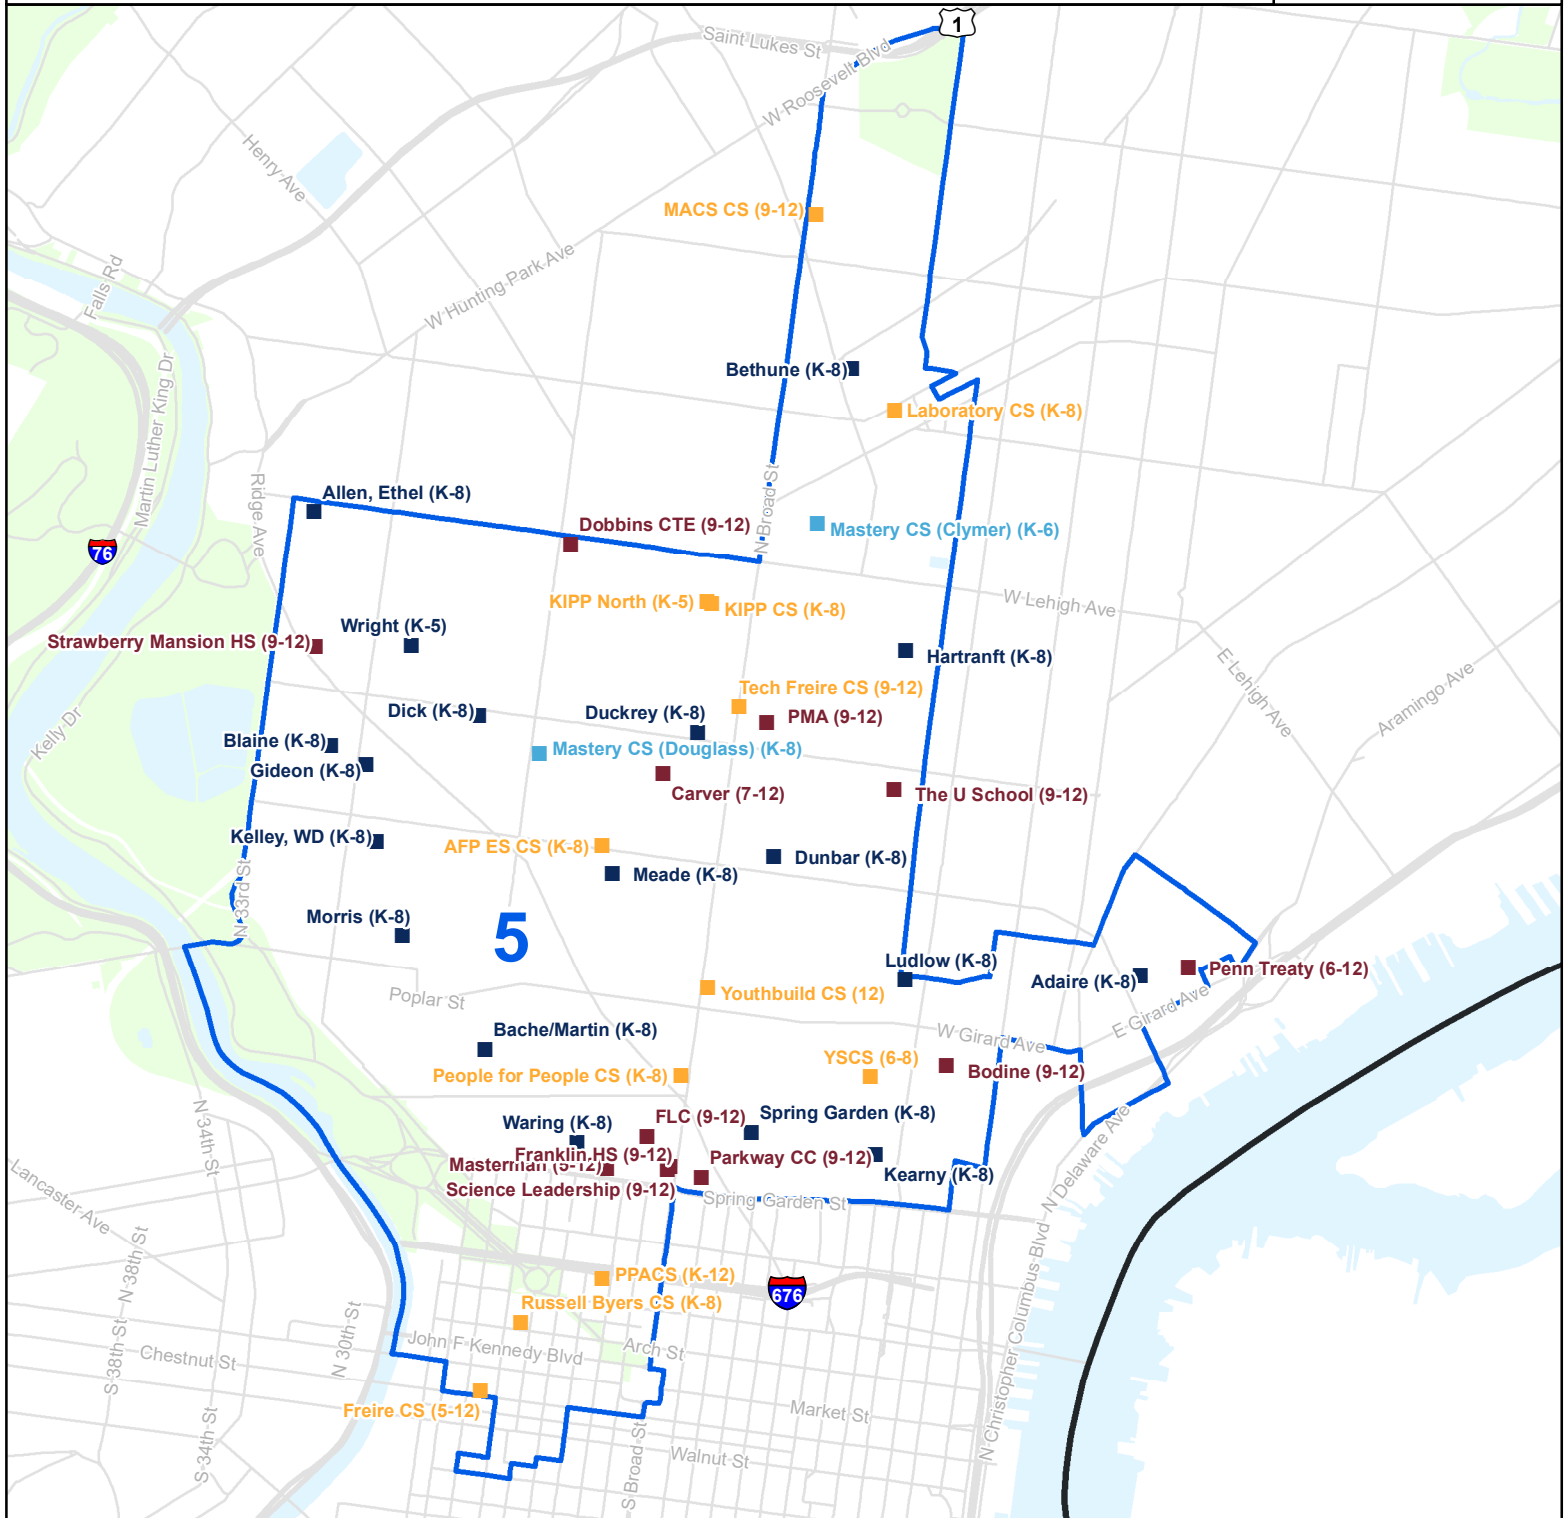 1
Saint Lukes St
W Roosevelt Blvd
Henry Ave
MACS CS (9-12)
Falls Rd
W Hunting Park Ave
Martin Luther King Dr
Bethune (K-8)
Laboratory CS (K-8)
Ridge Ave
Allen, Ethel (K-8)
N Broad St
Dobbins CTE (9-12)
Mastery CS (Clymer) (K-6)
76
KIPP North (K-5)
KIPP CS (K-8)
W Lehigh Ave
Wright (K-5)
Strawberry Mansion HS (9-12)
Hartranft (K-8)
E Lehigh Ave
Aramingo Ave
Tech Freire CS (9-12)
Dick (K-8)
Duckrey (K-8)
PMA (9-12)
Kelly Dr
Blaine (K-8)
Mastery CS (Douglass) (K-8)
Gideon (K-8)
Carver (7-12)
The U School (9-12)
Kelley, WD (K-8)
AFP ES CS (K-8)
Dunbar (K-8)
Meade (K-8)
N 33rd St
Morris (K-8)
5
Ludlow (K-8)
Penn Treaty (6-12)
Adaire (K-8)
Poplar St
Youthbuild CS (12)
E Girard Ave
Bache/Martin (K-8)
W Girard Ave
YSCS (6-8)
People for People CS (K-8)
Bodine (9-12)
Waring (K-8)
FLC (9-12)
Spring Garden (K-8)
N 34th St
Franklin HS (9-12)
Masterman (5-12)
Parkway CC (9-12)
Kearny (K-8)
Science Leadership (9-12)
Spring Garden St
N Delaware Ave
Lancaster Ave
N 38th St
PPACS (K-12)
676
Russell Byers CS (K-8)
N 30th St
John F Kennedy Blvd
Arch St
Chestnut St
S 38th St
N Christopher Columbus Blvd
Freire CS (5-12)
Market St
S 34th St
S Broad St
Walnut St